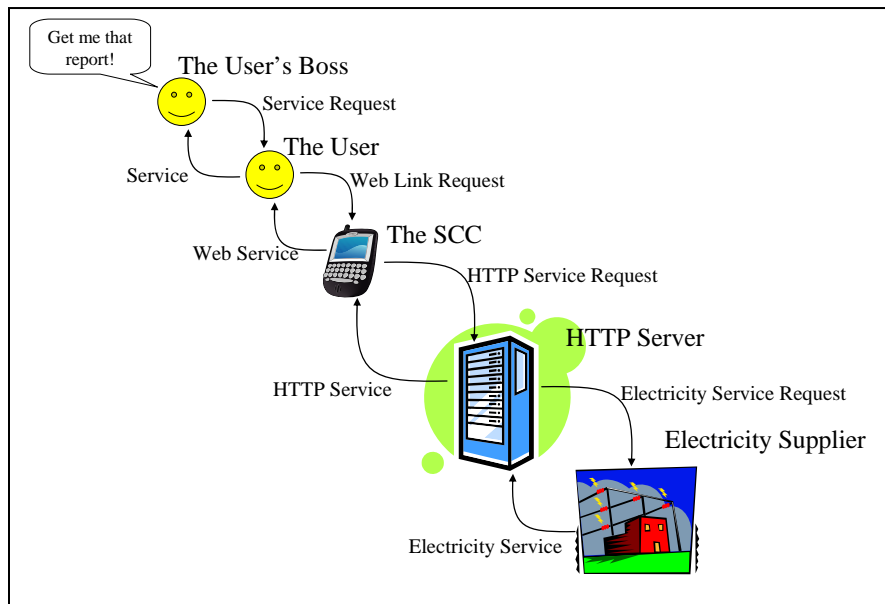 Get me that
report!
The User's Boss
Service Request
The User
Service
Web Link Request
The SCC
Web Service
HTTP Service Request
HTTP Server
HTTP Service
Electricity Service Request
Electricity Supplier
Electricity Service